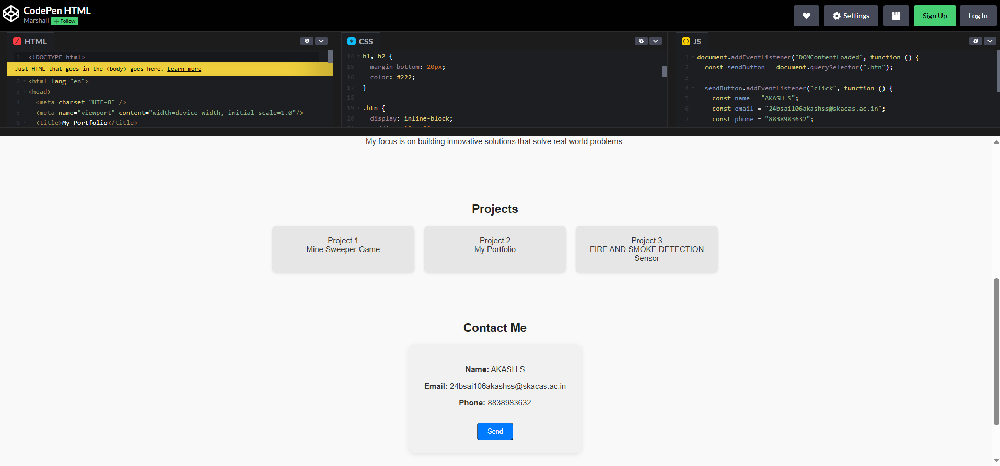 CodePen HTML
Marshall + Follow
Settings
Sign Up
Log In
HTML
1 <!DOCTYPE html>
Just HTML that goes in the <body> goes here. Learn more
2 <html lang="en">
3 <head>
4 <meta charset="UTF-8" />
5 <meta name="viewport" content="width=device-width, initial-scale=1.0"/>
6 <title>My Portfolio</title>
CSS
14 h1, h2 {
15 margin-bottom: 20px;
16 color: #222;
17 }
18
19 .btn {
20 display: inline-block;
JS
1 document.addEventListener("DOMContentLoaded", function () {
2 const sendButton = document.querySelector(".btn");
3
4 sendButton.addEventListener("click", function () {
5 const name = "AKASH S";
6 const email = "24bsai106akashss@skacas.ac.in";
7 const phone = "8838983632";
My focus is on building innovative solutions that solve real-world problems.
Projects
Project 1
Mine Sweeper Game
Project 2
My Portfolio
Project 3
FIRE AND SMOKE DETECTION
Sensor
Contact Me
Name: AKASH S
Email: 24bsai106akashss@skacas.ac.in
Phone: 8838983632
Send